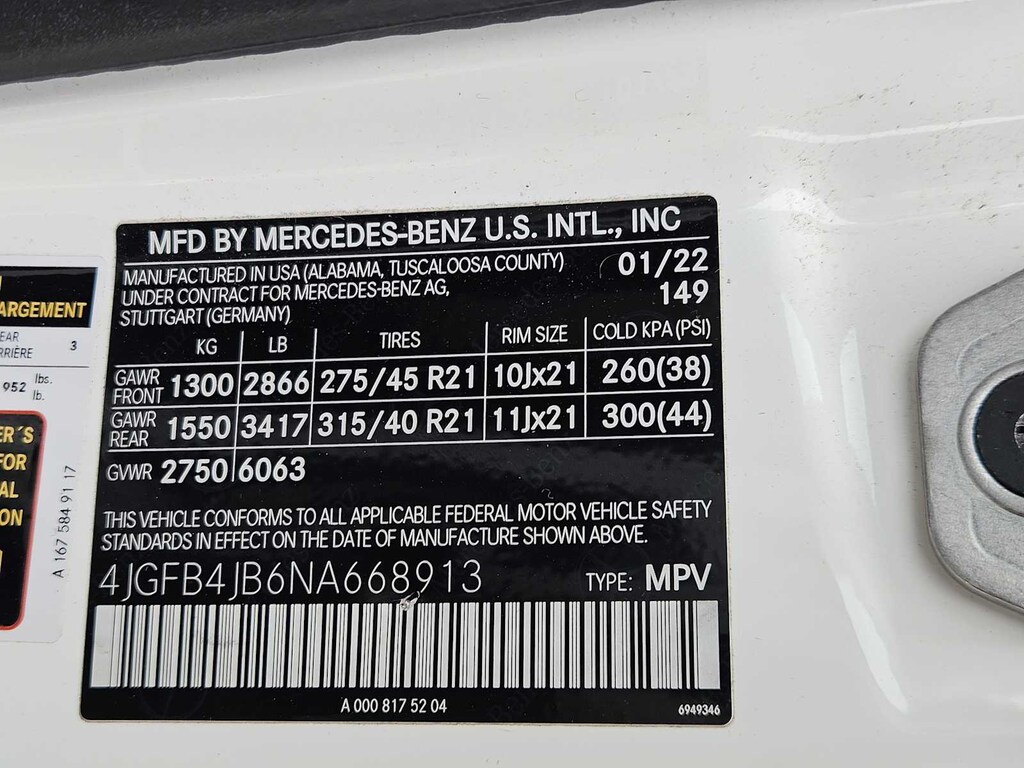 MFD BY MERCEDES-BENZ U.S. INTL., INC
MANUFACTURED IN USA (ALABAMA, TUSCALOOSA COUNTY) 01/22
UNDER CONTRACT FOR MERCEDES-BENZ AG, 149
STUTTGART (GERMANY)
KG LB TIRES RIM SIZE COLD KPA (PSI)
GAWR FRONT 1300 2866 275/45 R21 10Jx21 260(38)
GAWR REAR 1550 3417 315/40 R21 11Jx21 300(44)
GVWR 2750 6063
THIS VEHICLE CONFORMS TO ALL APPLICABLE FEDERAL MOTOR VEHICLE SAFETY
STANDARDS IN EFFECT ON THE DATE OF MANUFACTURE SHOWN ABOVE.
4JGFB4JB6NA668913 TYPE: MPV
A 000 817 52 04 6949346
ARGEMENT
EAR 3
RRIÈRE
952 lbs.
lb.
ER´S
FOR
AL
ON
A 167 584 91 17